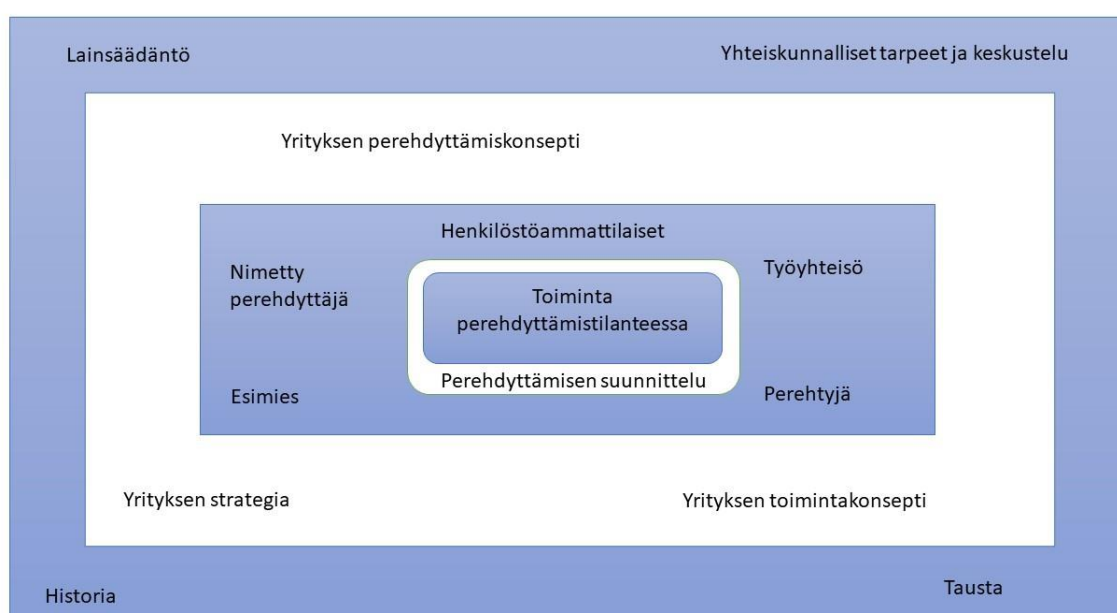 Lainsäädäntö
Yhteiskunnalliset tarpeet ja keskustelu
Yrityksen perehdyttämiskonsepti
Henkilöstöammattilaiset
Nimetty
perehdyttäjä
Työyhteisö
Toiminta
perehdyttämistilanteessa
Perehdyttämisen suunnittelu
Esimies
Perehtyjä
Yrityksen strategia
Yrityksen toimintakonsepti
Historia
Tausta